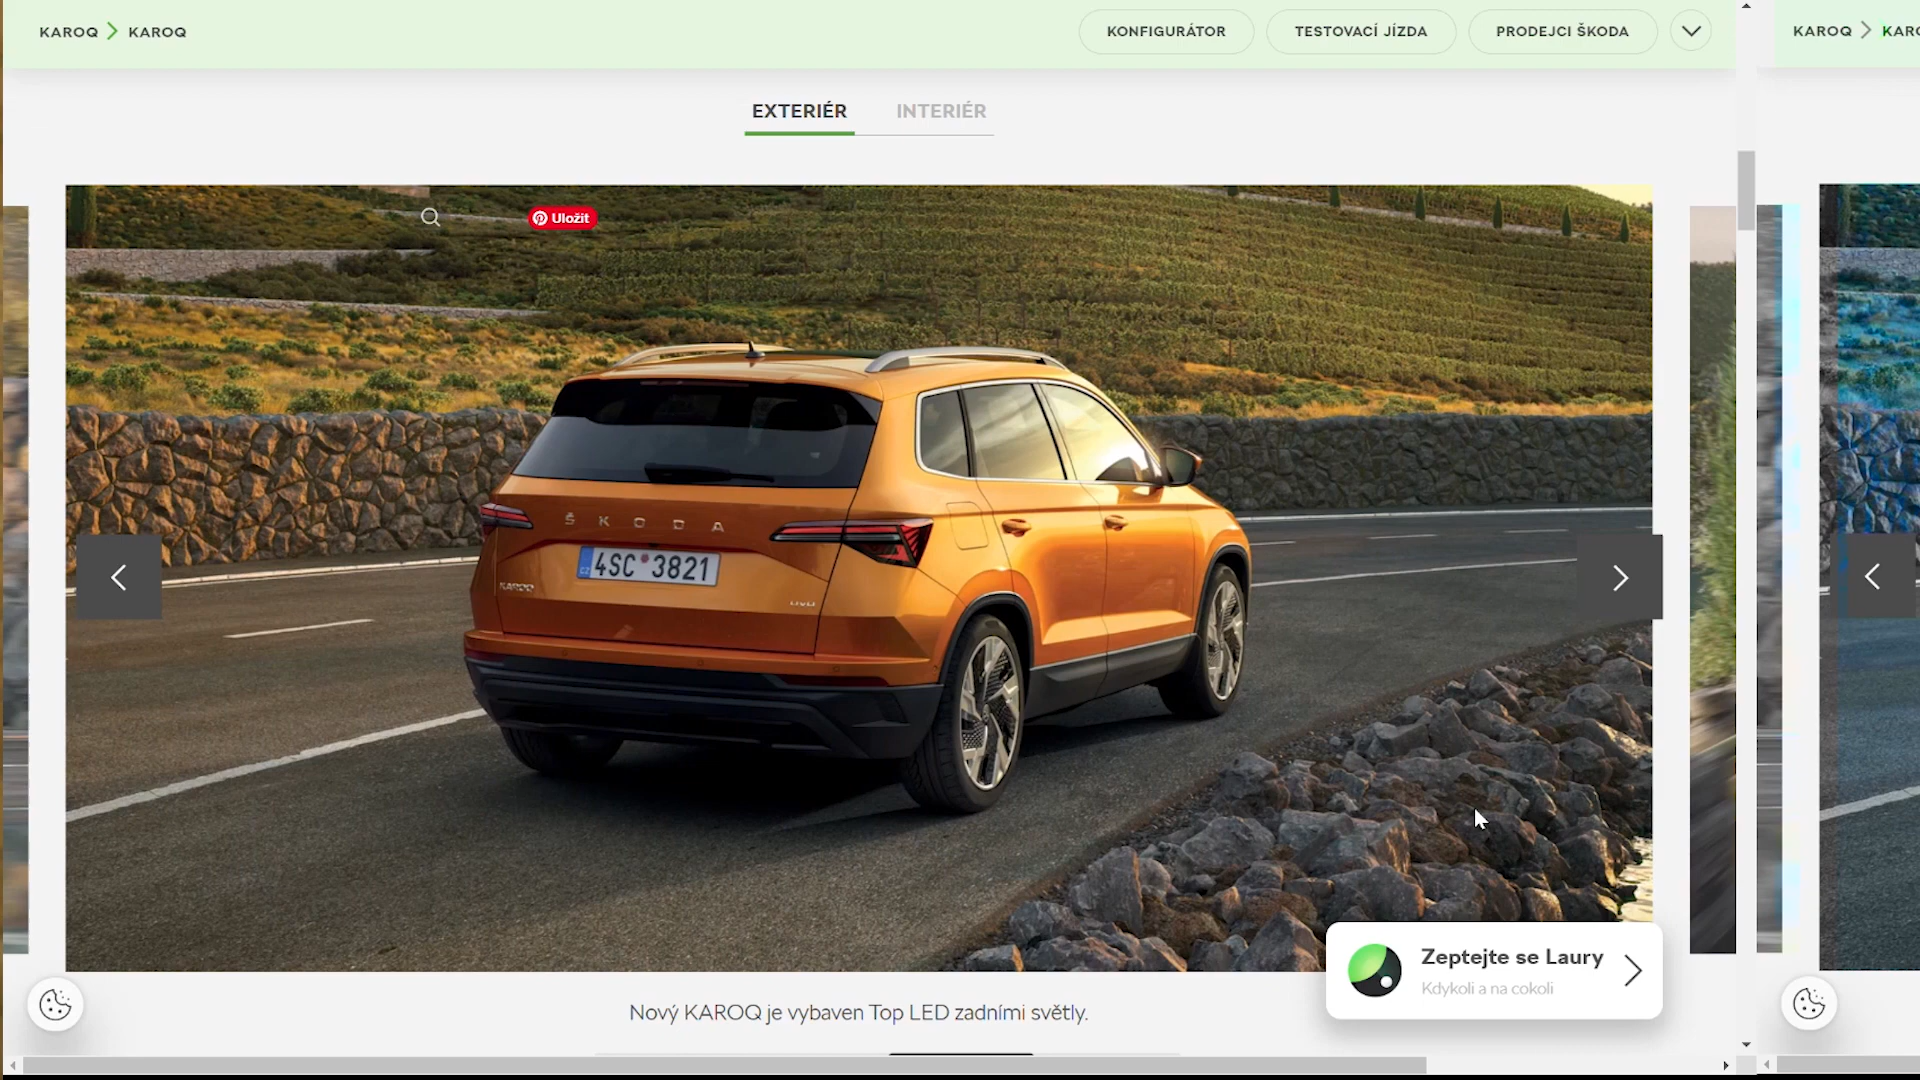 KAROQ > KAROQ
KONFIGURÁTOR
TESTOVACÍ JÍZDA
PRODEJCI ŠKODA
KAROQ >
EXTERIÉR
INTERIÉR
Uložit
ŠKODA
4SC 3821
KAROQ
Zeptejte se Laury
Kdykoli a na cokoli
Nový KAROQ je vybaven Top LED zadními světly.